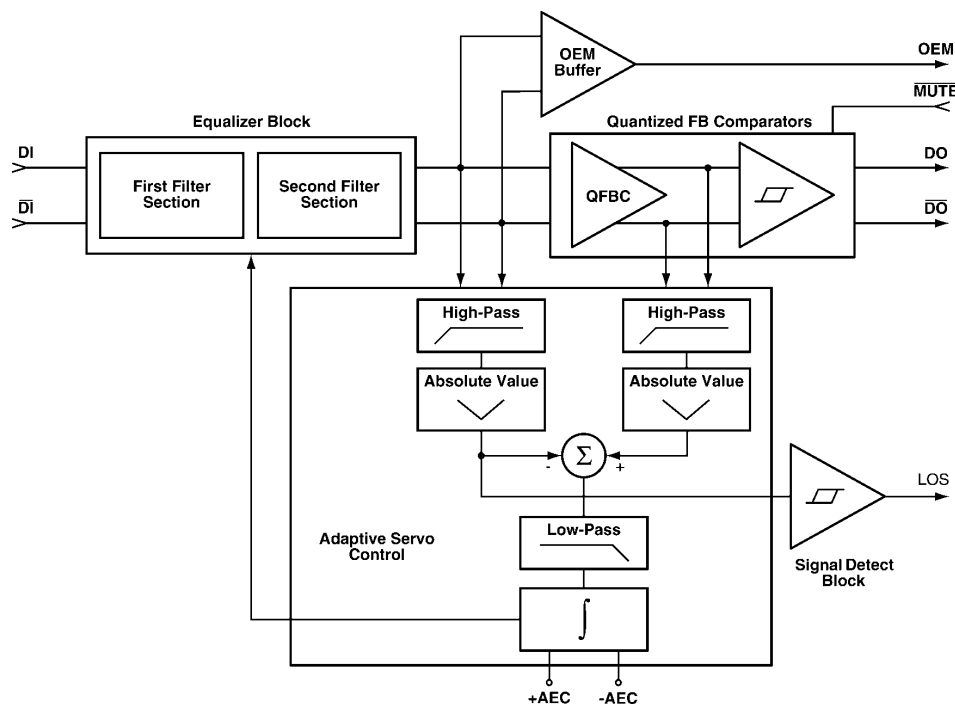 OEM
OEM
Buffer
MUTE
Equalizer Block
Quantized FB Comparators
DI
DO
First Filter
Section
Second Filter
Section
QFBC
DI
DO
High-Pass
High-Pass
Absolute Value
Absolute Value
Σ
-
+
LOS
Low-Pass
Adaptive Servo
Control
Signal Detect
Block
∫
+AEC
-AEC